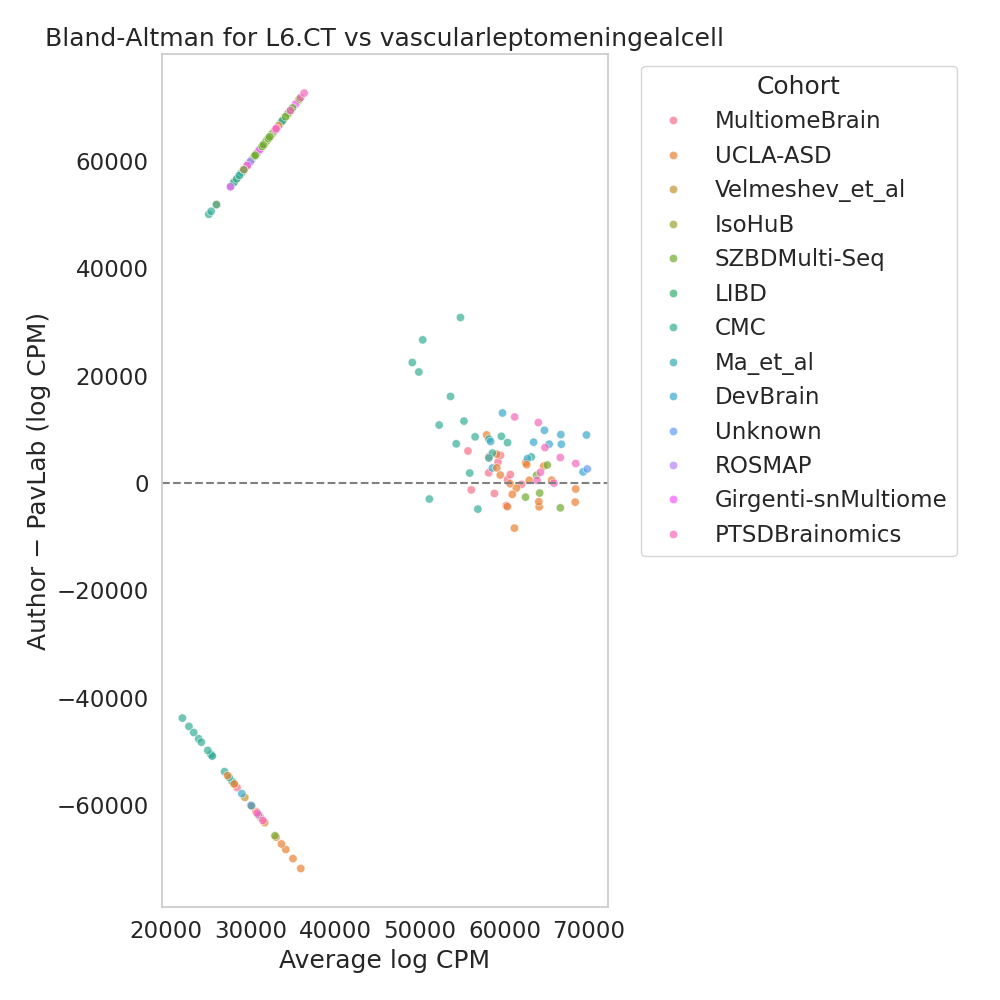 Bland-Altman for L6.CT vs vascularleptomeningealcell
Author − PavLab (log CPM)
60000
40000
20000
0
−20000
−40000
−60000
20000 30000 40000 50000 60000 70000
Average log CPM
Cohort
MultiomeBrain
UCLA-ASD
Velmeshev_et_al
IsoHuB
SZBDMulti-Seq
LIBD
CMC
Ma_et_al
DevBrain
Unknown
ROSMAP
Girgenti-snMultiome
PTSDBrainomics